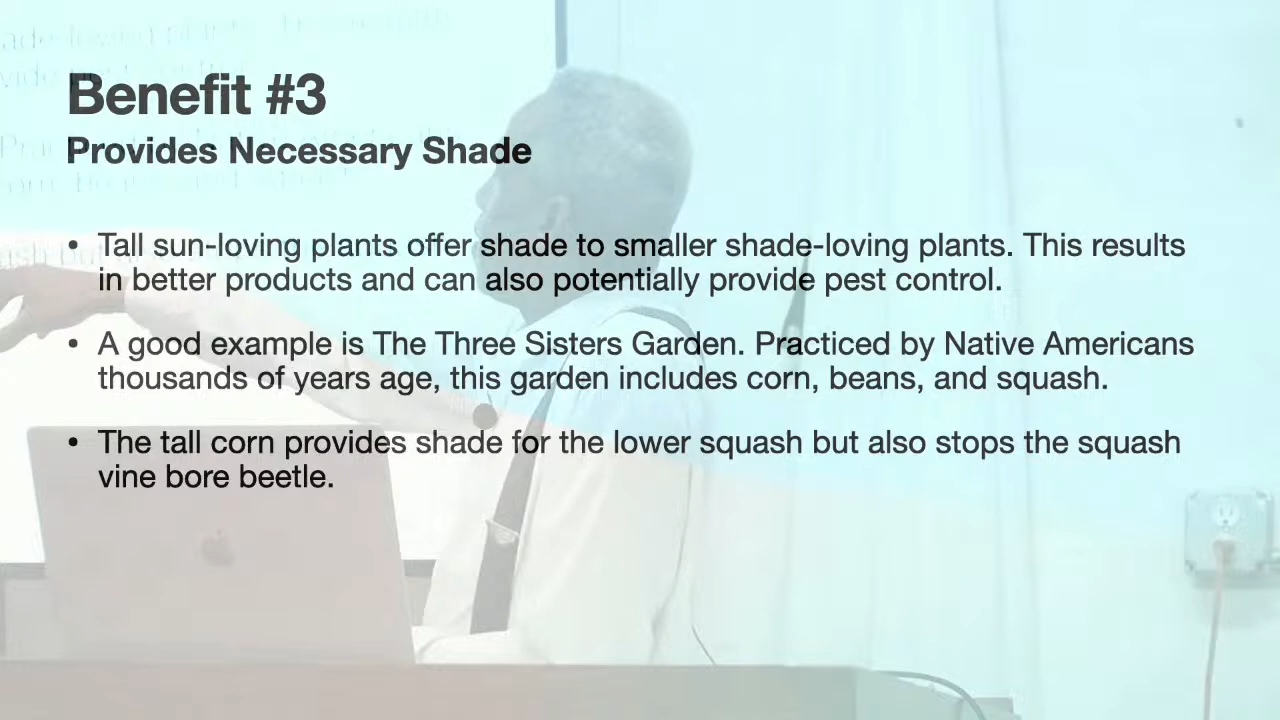 Benefit #3
Provides Necessary Shade
• Tall sun-loving plants offer shade to smaller shade-loving plants. This results
in better products and can also potentially provide pest control.
• A good example is The Three Sisters Garden. Practiced by Native Americans
thousands of years age, this garden includes corn, beans, and squash.
• The tall corn provides shade for the lower squash but also stops the squash
vine bore beetle.